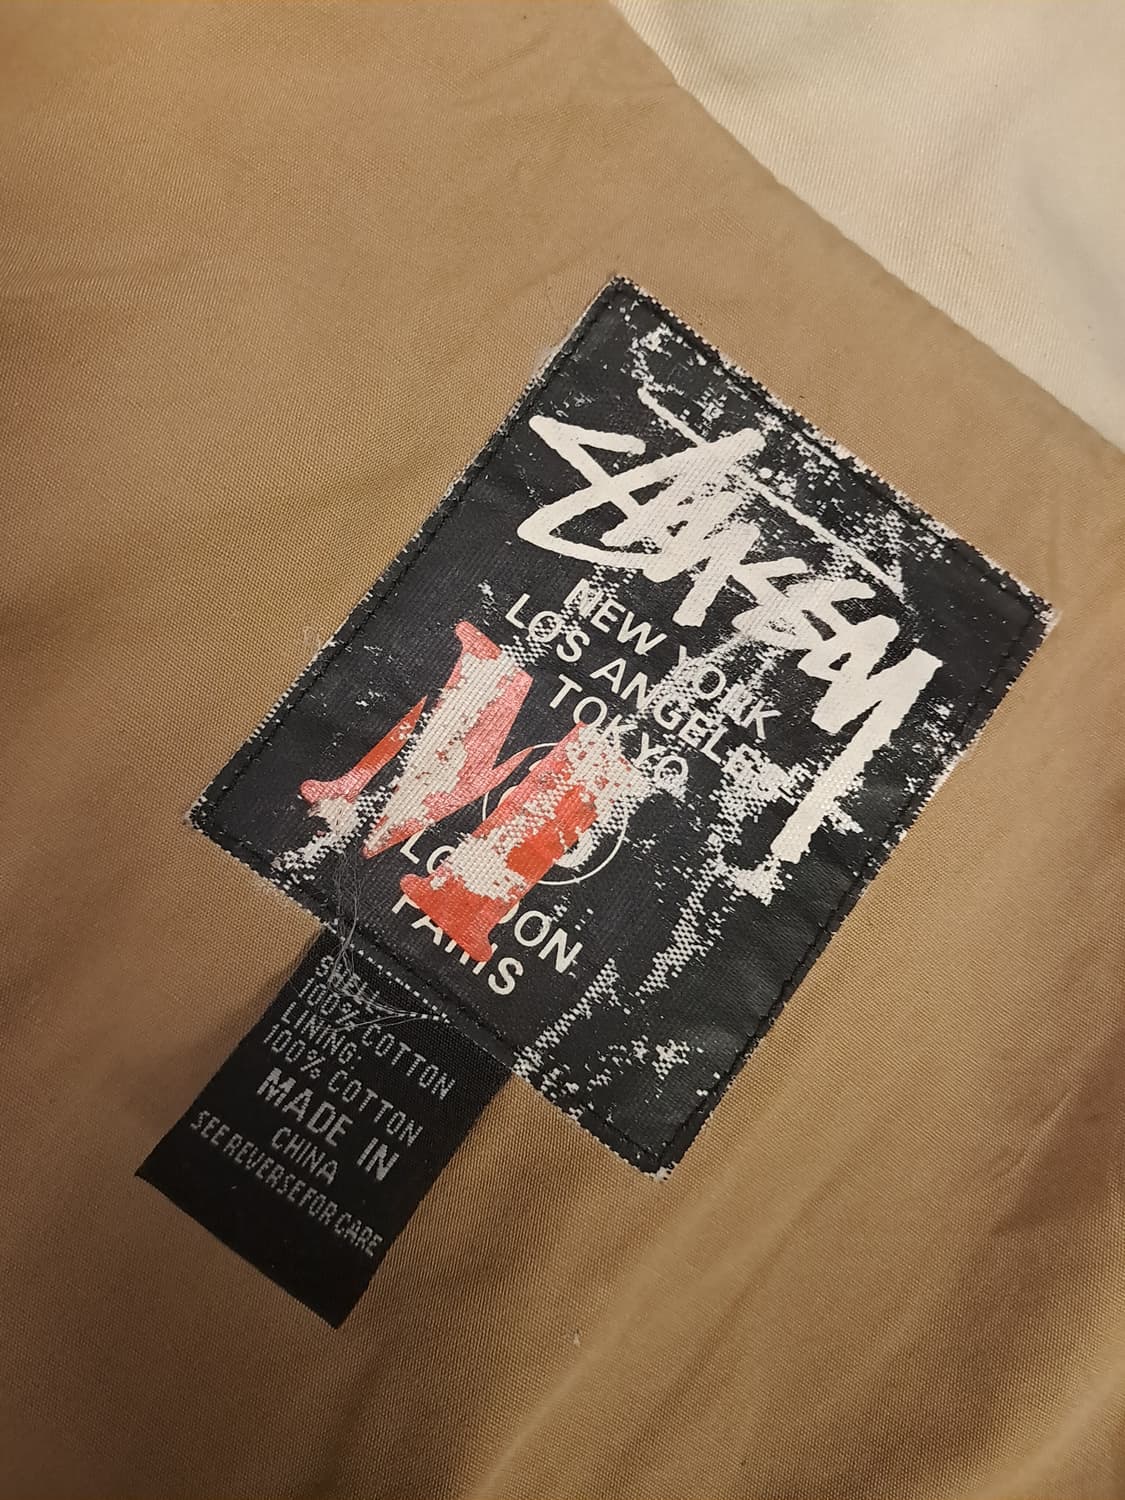 Stussy
NEW YORK
LOS ANGELES
TOKYO
M
LONDON
PARIS
SHELL:
100% COTTON
LINING:
100% COTTON
MADE IN
CHINA
SEE REVERSE FOR CARE